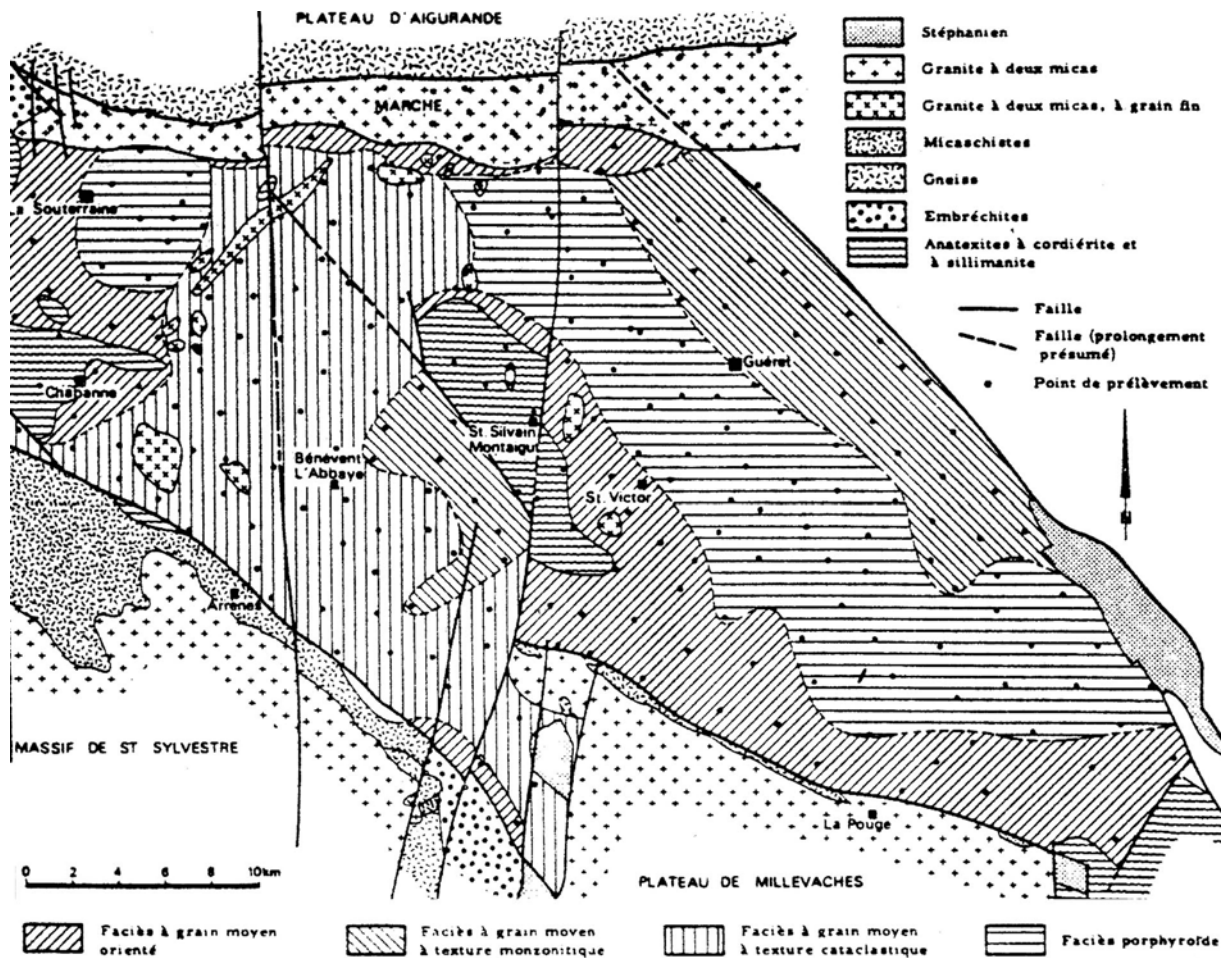 PLATEAU D'AIGURANDE
MARCHE
Souterraine
Chabanne
Bénévent
L'Abbaye
St. Silvain
Montaigut
Guéret
St. Victor
Arrenes
MASSIF DE ST SYLVESTRE
La Pouge
PLATEAU DE MILLEVACHES
0 2 4 6 8 10km
Stéphanien
Granite à deux micas
Granite à deux micas, à grain fin
Micaschistes
Gneiss
Embréchites
Anatexites à cordiérite et
à sillimanite
Faille
Faille (prolongement
présumé)
Point de prélèvement
Faciès à grain moyen
orienté
Faciès à grain moyen
à texture monzonitique
Faciès à grain moyen
à texture cataclastique
Faciès porphyroïde